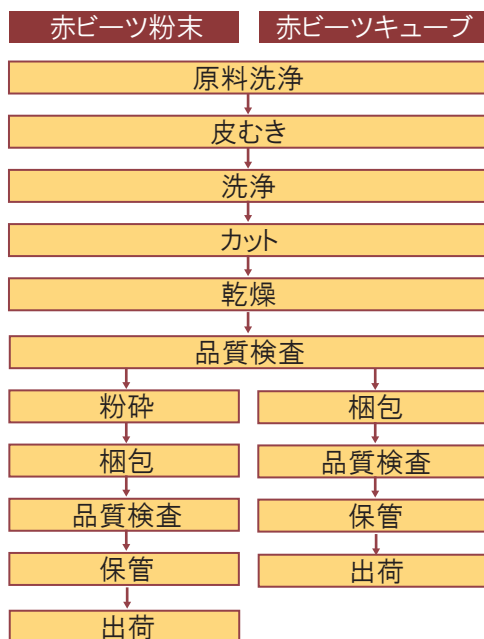 赤ビーツ粉末
赤ビーツキューブ
原料洗浄
皮むき
洗浄
カット
乾燥
品質検査
粉砕
梱包
品質検査
保管
出荷
梱包
品質検査
保管
出荷